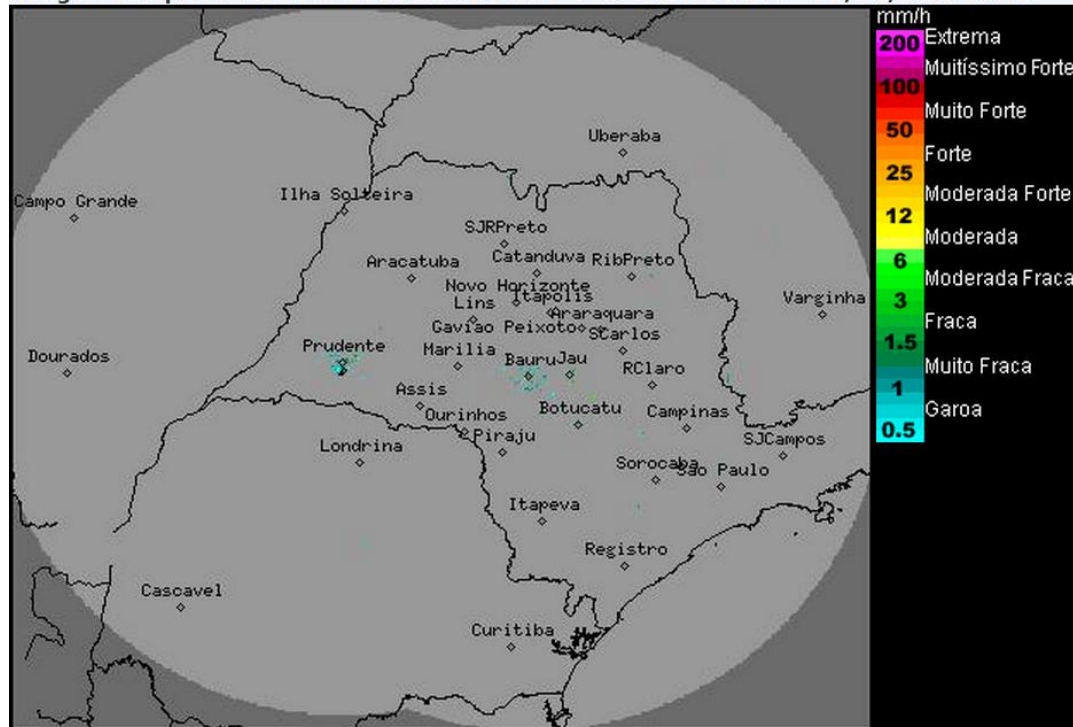 mm/h
200 Extrema
Muitíssimo Forte
100
Muito Forte
50
Forte
25
Moderada Forte
12
Moderada
6
Moderada Fraca
3
Fraca
1.5
Muito Fraca
1
Garoa
0.5
Uberaba
Ilha Solteira
Campo Grande
SJRPreto
Catanduva
RibPreto
Aracatuba
Novo Horizonte
Itapolis
Lins
Araraquara
Varginha
Gaviao Peixoto
SCarlos
Prudente
Marilia
Bauru
Jau
Dourados
RClaro
Assis
Botucatu
Campinas
Ourinhos
Piraju
SJCampos
Londrina
Sorocaba
Sao Paulo
Itapeva
Registro
Cascavel
Curitiba